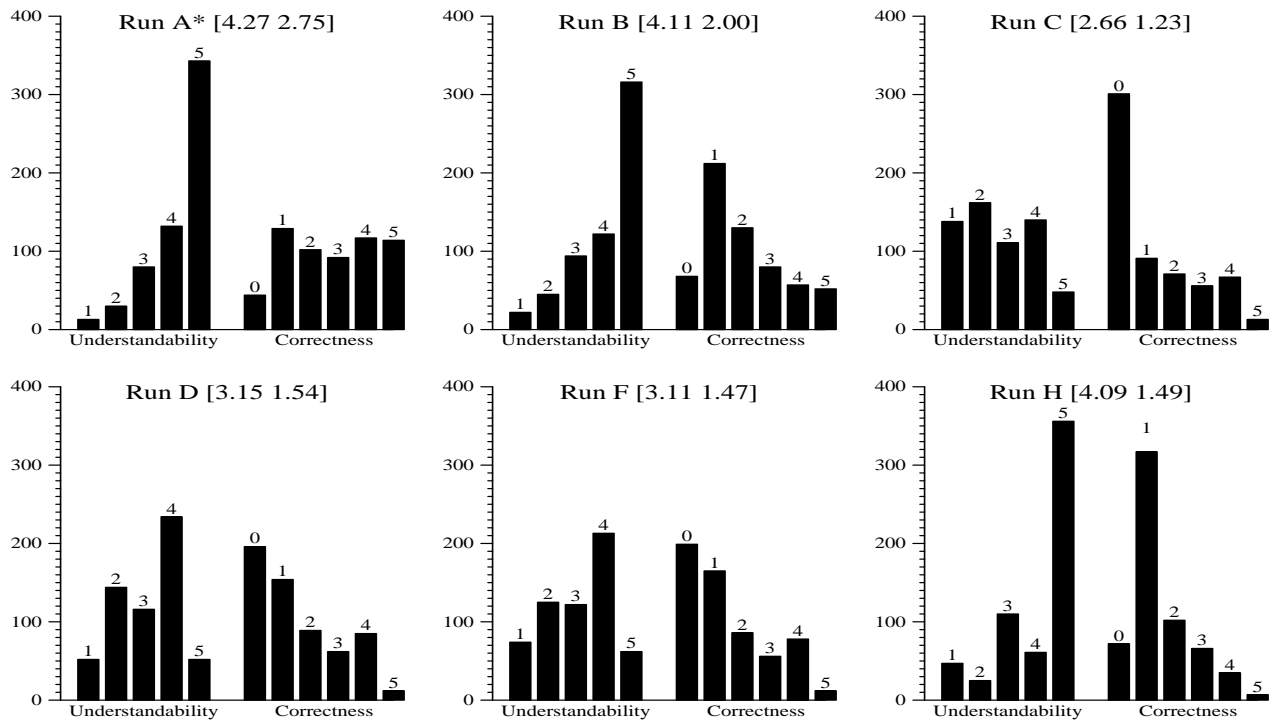 Run A* [4.27 2.75]
400
300
200
100
0
1 2 3 4 5
0 1 2 3 4 5
Understandability Correctness
Run B [4.11 2.00]
400
300
200
100
0
1 2 3 4 5
0 1 2 3 4 5
Understandability Correctness
Run C [2.66 1.23]
400
300
200
100
0
1 2 3 4 5
0 1 2 3 4 5
Understandability Correctness
Run D [3.15 1.54]
400
300
200
100
0
1 2 3 4 5
0 1 2 3 4 5
Understandability Correctness
Run F [3.11 1.47]
400
300
200
100
0
1 2 3 4 5
0 1 2 3 4 5
Understandability Correctness
Run H [4.09 1.49]
400
300
200
100
0
1 2 3 4 5
0 1 2 3 4 5
Understandability Correctness